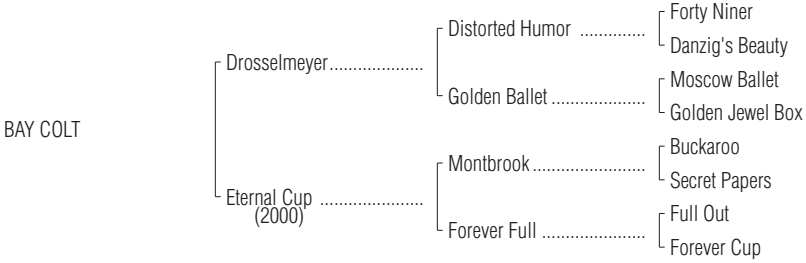 Forty Niner
Distorted Humor ..............
Danzig's Beauty
Drosselmeyer....................
Moscow Ballet
Golden Ballet ....................
Golden Jewel Box
BAY COLT
Buckaroo
Montbrook........................
Secret Papers
Eternal Cup ......................
(2000)
Full Out
Forever Full ......................
Forever Cup